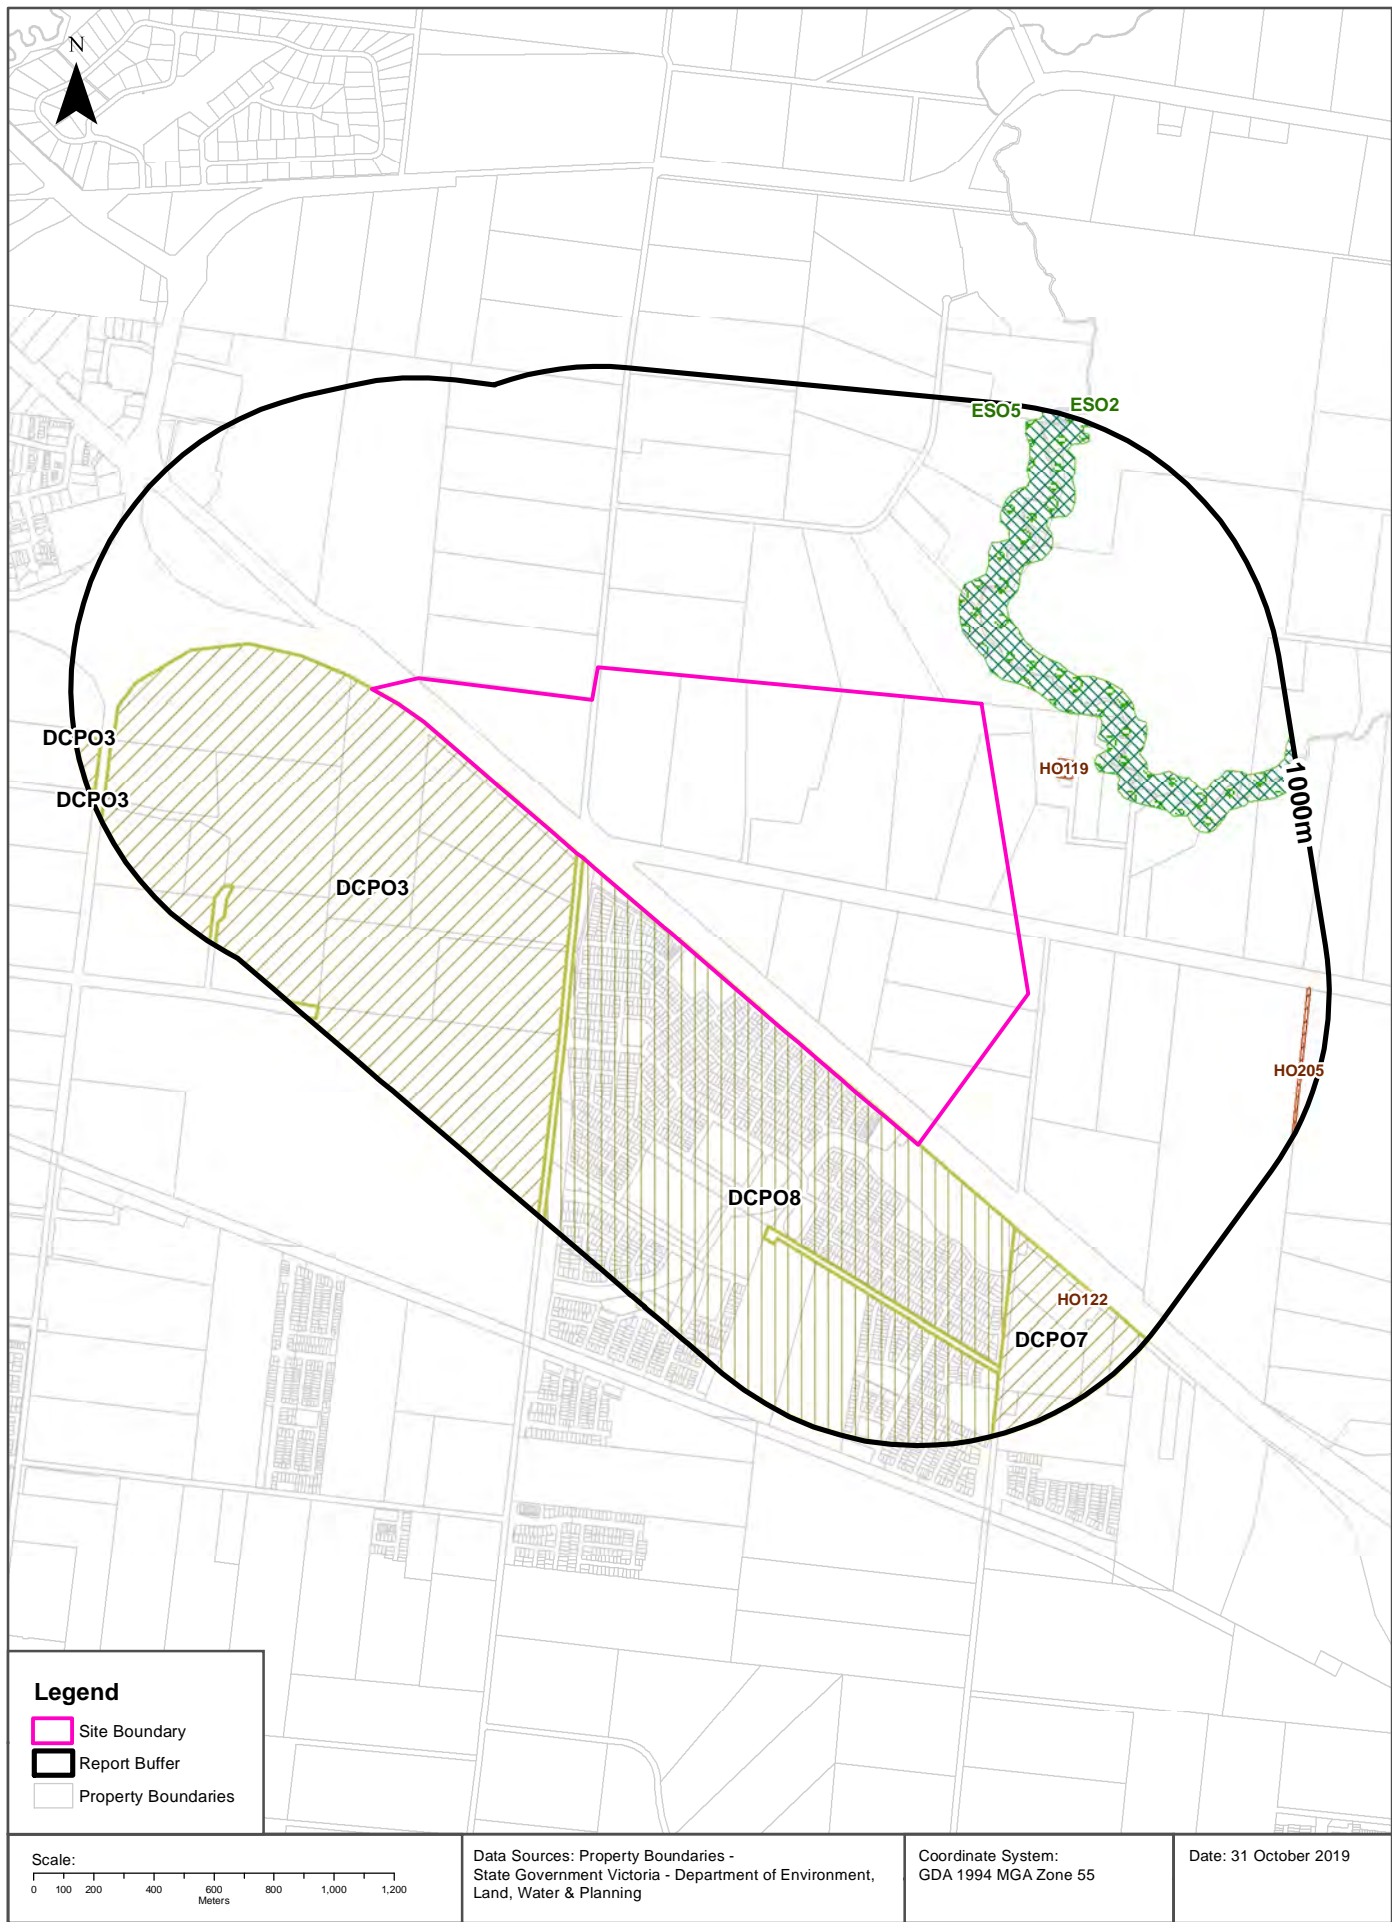 N
ESO5
ESO2
DCPO3
DCPO3
HO119
1000m
DCPO3
HO205
DCPO8
HO122
DCPO7
Legend
Site Boundary
Report Buffer
Property Boundaries
Scale:
0 100 200 400 600 800 1,000 1,200
Meters
Data Sources: Property Boundaries -
State Government Victoria - Department of Environment,
Land, Water & Planning
Coordinate System:
GDA 1994 MGA Zone 55
Date: 31 October 2019